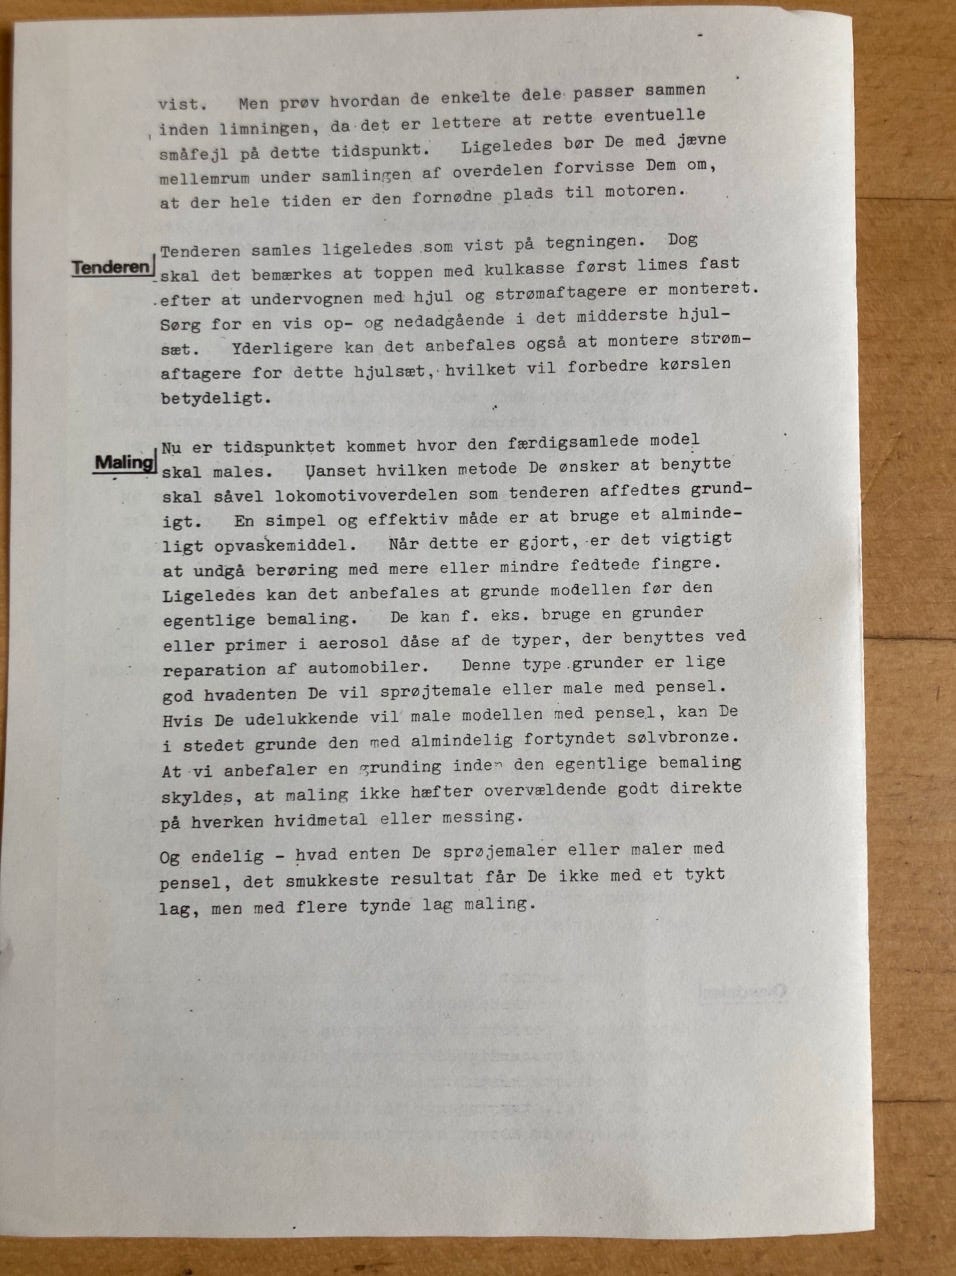 vist. Men prøv hvordan de enkelte dele passer sammen
inden limningen, da det er lettere at rette eventuelle
småfejl på dette tidspunkt. Ligeledes bør De med jævne
mellemrum under samlingen af overdelen forvisse Dem om,
at der hele tiden er den fornødne plads til motoren.
Tenderen
Tenderen samles ligeledes som vist på tegningen. Dog
skal det bemærkes at toppen med kulkasse først limes fast
efter at undervognen med hjul og strømaftagere er monteret.
Sørg for en vis op- og nedadgående i det midderste hjul-
sæt. Yderligere kan det anbefales også at montere strøm-
aftagere for dette hjulsæt, hvilket vil forbedre kørslen
betydeligt.
Maling
Nu er tidspunktet kommet hvor den færdigsamlede model
skal males. Uanset hvilken metode De ønsker at benytte
skal såvel lokomotivoverdelen som tenderen affedtes grund-
igt. En simpel og effektiv måde er at bruge et alminde-
ligt opvaskemiddel. Når dette er gjort, er det vigtigt
at undgå berøring med mere eller mindre fedtede fingre.
Ligeledes kan det anbefales at grunde modellen før den
egentlige bemaling. De kan f. eks. bruge en grunder
eller primer i aerosol dåse af de typer, der benyttes ved
reparation af automobiler. Denne type grunder er lige
god hvadenten De vil sprøjtemale eller male med pensel.
Hvis De udelukkende vil male modellen med pensel, kan De
i stedet grunde den med almindelig fortyndet sølvbronze.
At vi anbefaler en grunding inden den egentlige bemaling
skyldes, at maling ikke hæfter overvældende godt direkte
på hverken hvidmetal eller messing.
Og endelig - hvad enten De sprøjemaler eller maler med
pensel, det smukkeste resultat får De ikke med et tykt
lag, men med flere tynde lag maling.